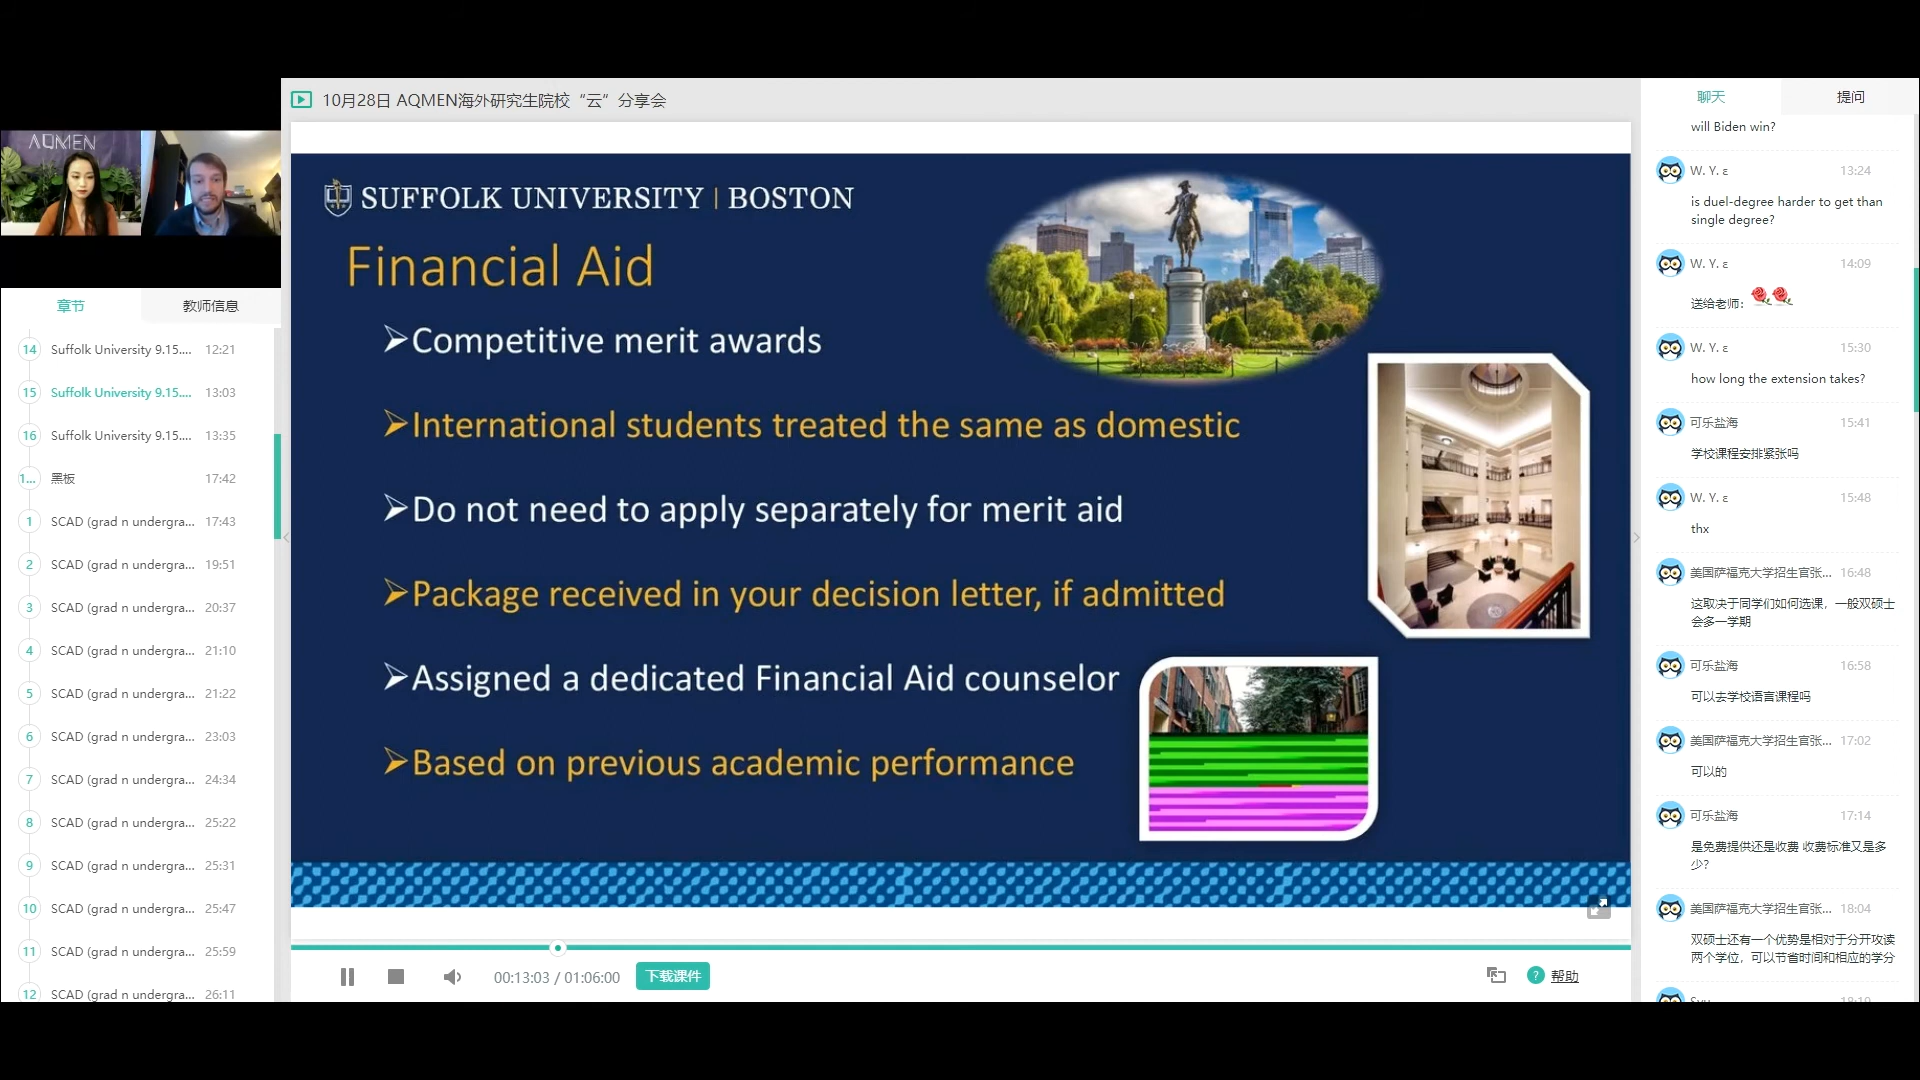 10月28日 AQMEN海外研究生院校“云”分享会
AQMEN
章节
教师信息
14 Suffolk University 9.15.... 12:21
15 Suffolk University 9.15.... 13:03
16 Suffolk University 9.15.... 13:35
1... 黑板 17:42
1 SCAD (grad n undergra... 17:43
2 SCAD (grad n undergra... 19:51
3 SCAD (grad n undergra... 20:37
4 SCAD (grad n undergra... 21:10
5 SCAD (grad n undergra... 21:22
6 SCAD (grad n undergra... 23:03
7 SCAD (grad n undergra... 24:34
8 SCAD (grad n undergra... 25:22
9 SCAD (grad n undergra... 25:31
10 SCAD (grad n undergra... 25:47
11 SCAD (grad n undergra... 25:59
12 SCAD (grad n undergra... 26:11
SUFFOLK UNIVERSITY | BOSTON
Financial Aid
Competitive merit awards
International students treated the same as domestic
Do not need to apply separately for merit aid
Package received in your decision letter, if admitted
Assigned a dedicated Financial Aid counselor
Based on previous academic performance
00:13:03 / 01:06:00
下载课件
? 帮助
聊天
提问
will Biden win?
W. Y. ε 13:24
is duel-degree harder to get than
single degree?
W. Y. ε 14:09
送给老师：
W. Y. ε 15:30
how long the extension takes?
可乐盐海 15:41
学校课程安排紧张吗
W. Y. ε 15:48
thx
美国萨福克大学招生官张... 16:48
这取决于同学们如何选课，一般双硕士
会多一学期
可乐盐海 16:58
可以去学校语言课程吗
美国萨福克大学招生官张... 17:02
可以的
可乐盐海 17:14
是免费提供还是收费 收费标准又是多
少？
美国萨福克大学招生官张... 18:04
双硕士还有一个优势是相对于分开攻读
两个学位，可以节省时间和相应的学分